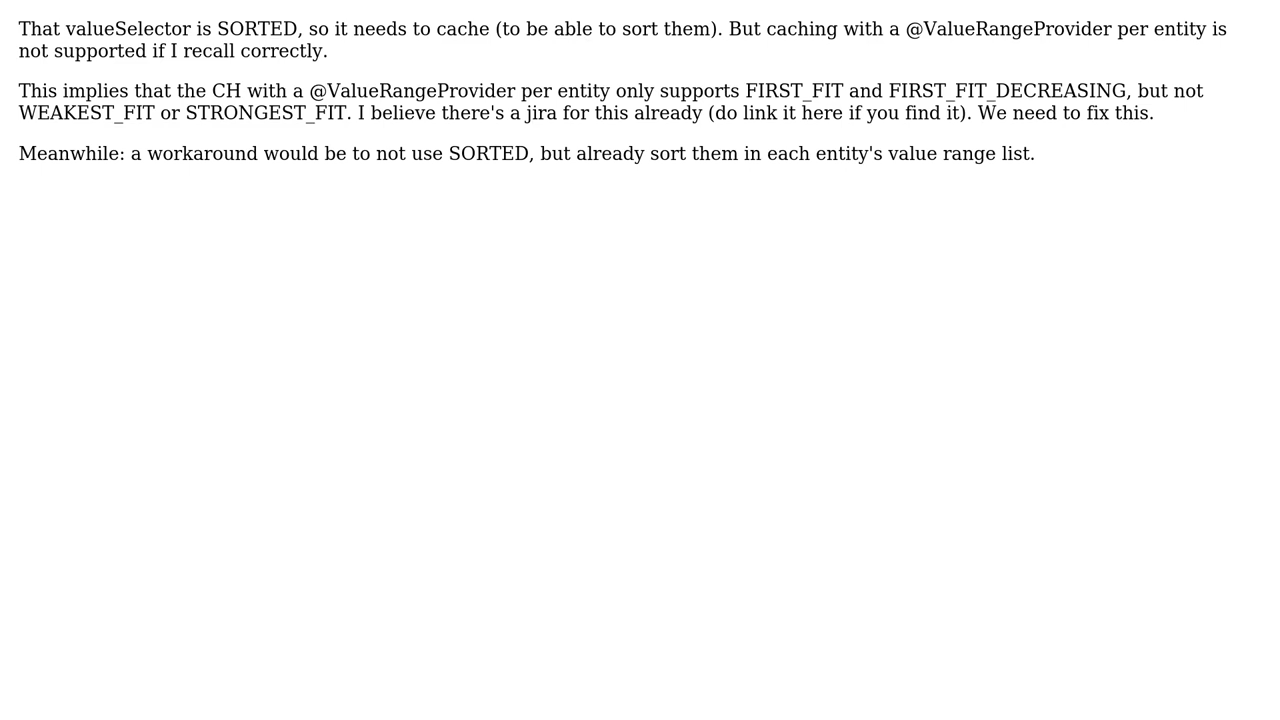 That valueSelector is SORTED, so it needs to cache (to be able to sort them). But caching with a @ValueRangeProvider per entity is
not supported if I recall correctly.
This implies that the CH with a @ValueRangeProvider per entity only supports FIRST_FIT and FIRST_FIT_DECREASING, but not
WEAKEST_FIT or STRONGEST_FIT. I believe there's a jira for this already (do link it here if you find it). We need to fix this.
Meanwhile: a workaround would be to not use SORTED, but already sort them in each entity's value range list.